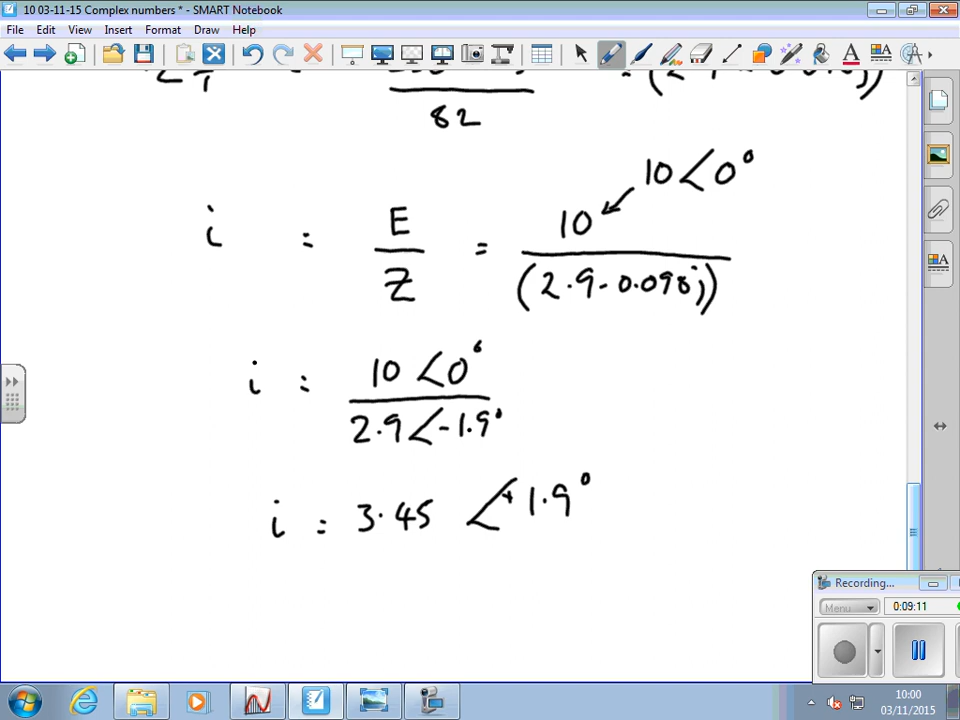 10 03-11-15 Complex numbers * - SMART Notebook
File Edit View Insert Format Draw Help
82
10∠0°
i = E/Z = 10/(2.9-0.098j)
i = 10∠0°/2.9∠-1.9°
i = 3.45 ∠+1.9°
Recording...
Menu
0:09:11
10:00
03/11/2015